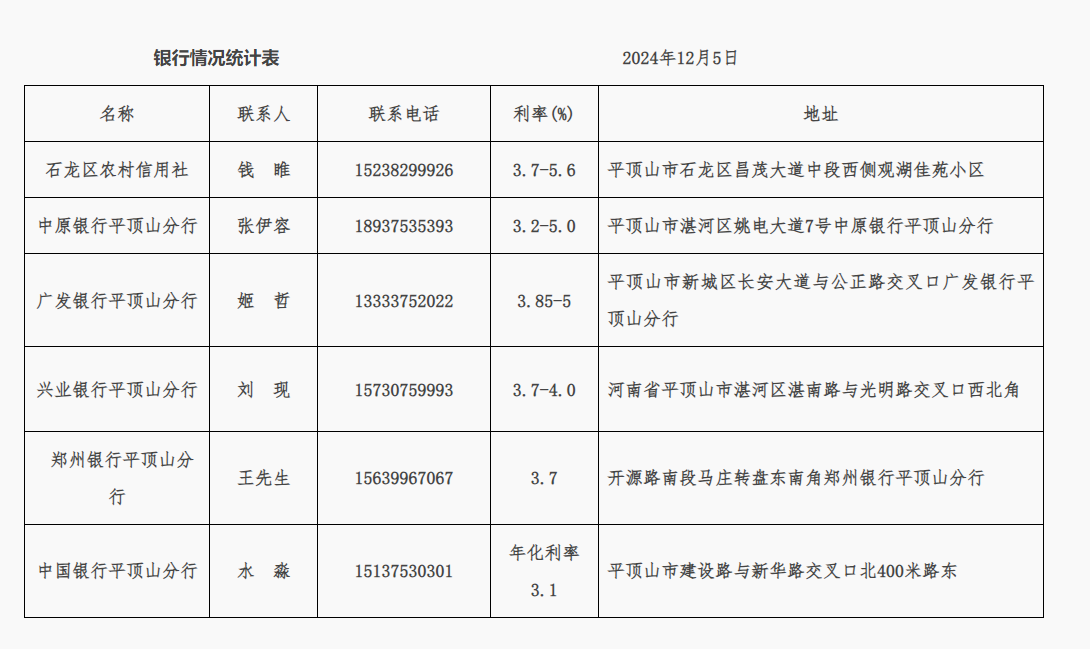 银行情况统计表 2024年12月5日
名称 联系人 联系电话 利率(%) 地址
石龙区农村信用社 钱 睢 15238299926 3.7-5.6 平顶山市石龙区昌茂大道中段西侧观湖佳苑小区
中原银行平顶山分行 张伊容 18937535393 3.2-5.0 平顶山市湛河区姚电大道7号中原银行平顶山分行
广发银行平顶山分行 姬 哲 13333752022 3.85-5 平顶山市新城区长安大道与公正路交叉口广发银行平
顶山分行
兴业银行平顶山分行 刘 现 15730759993 3.7-4.0 河南省平顶山市湛河区湛南路与光明路交叉口西北角
郑州银行平顶山分
行
王先生 15639967067 3.7 开源路南段马庄转盘东南角郑州银行平顶山分行
中国银行平顶山分行 水 淼 15137530301 年化利率
3.1
平顶山市建设路与新华路交叉口北400米路东